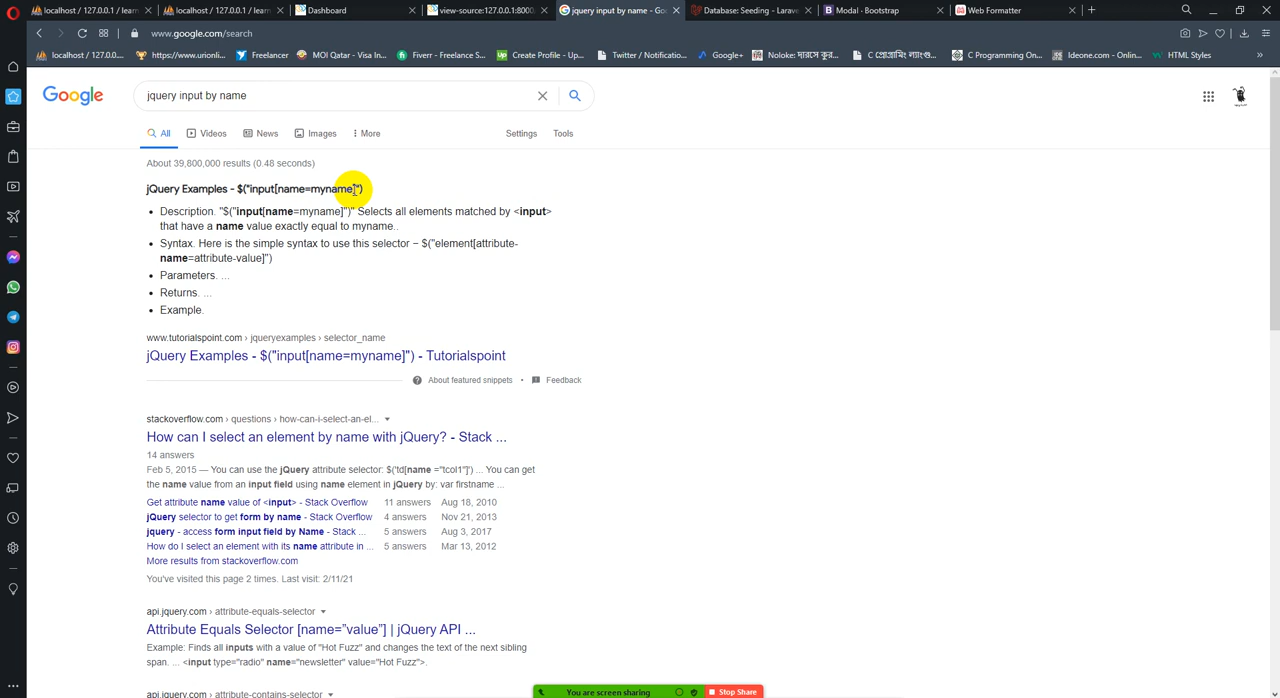 localhost / 127.0.0.1 / learn
localhost / 127.0.0.1 / learn
Dashboard
view-source:127.0.0.1:8000
jquery input by name - Goo
Database: Seeding - Larave
Modal - Bootstrap
Web Formatter
www.google.com/search
localhost / 127.0.0....
https://www.urionli...
Freelancer
MOI Qatar - Visa In...
Fiverr - Freelance S...
Create Profile - Up...
Twitter / Notificatio...
Google+
C Programming On...
Ideone.com - Onlin...
HTML Styles
Google
jquery input by name
All
Videos
News
Images
More
Settings
Tools
About 39,800,000 results (0.48 seconds)
jQuery Examples - $("input[name=myname]")
• Description. "$("input[name=myname]")" Selects all elements matched by <input>
that have a name value exactly equal to myname..
• Syntax. Here is the simple syntax to use this selector − $("element[attribute-
name=attribute-value]")
• Parameters. ...
• Returns. ...
• Example.
www.tutorialspoint.com › jqueryexamples › selector_name
jQuery Examples - $("input[name=myname]") - Tutorialspoint
About featured snippets • Feedback
stackoverflow.com › questions › how-can-i-select-an-el...
How can I select an element by name with jQuery? - Stack ...
14 answers
Feb 5, 2015 — You can use the jQuery attribute selector: $('td[name ="tcol1"]') ... You can get
the name value from an input field using name element in jQuery by: var firstname ...
Get attribute name value of <input> - Stack Overflow 11 answers Aug 18, 2010
jQuery selector to get form by name - Stack Overflow 4 answers Nov 21, 2013
jquery - access form input field by Name - Stack ... 5 answers Aug 3, 2017
How do I select an element with its name attribute in ... 5 answers Mar 13, 2012
More results from stackoverflow.com
You've visited this page 2 times. Last visit: 2/11/21
api.jquery.com › attribute-equals-selector
Attribute Equals Selector [name="value"] | jQuery API ...
Example: Finds all inputs with a value of "Hot Fuzz" and changes the text of the next sibling
span. ... <input type="radio" name="newsletter" value="Hot Fuzz">.
api.jquery.com › attribute-contains-selector
You are screen sharing
Stop Share